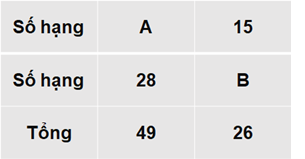 Số hạng A 15
Số hạng 28 B
Tổng 49 26